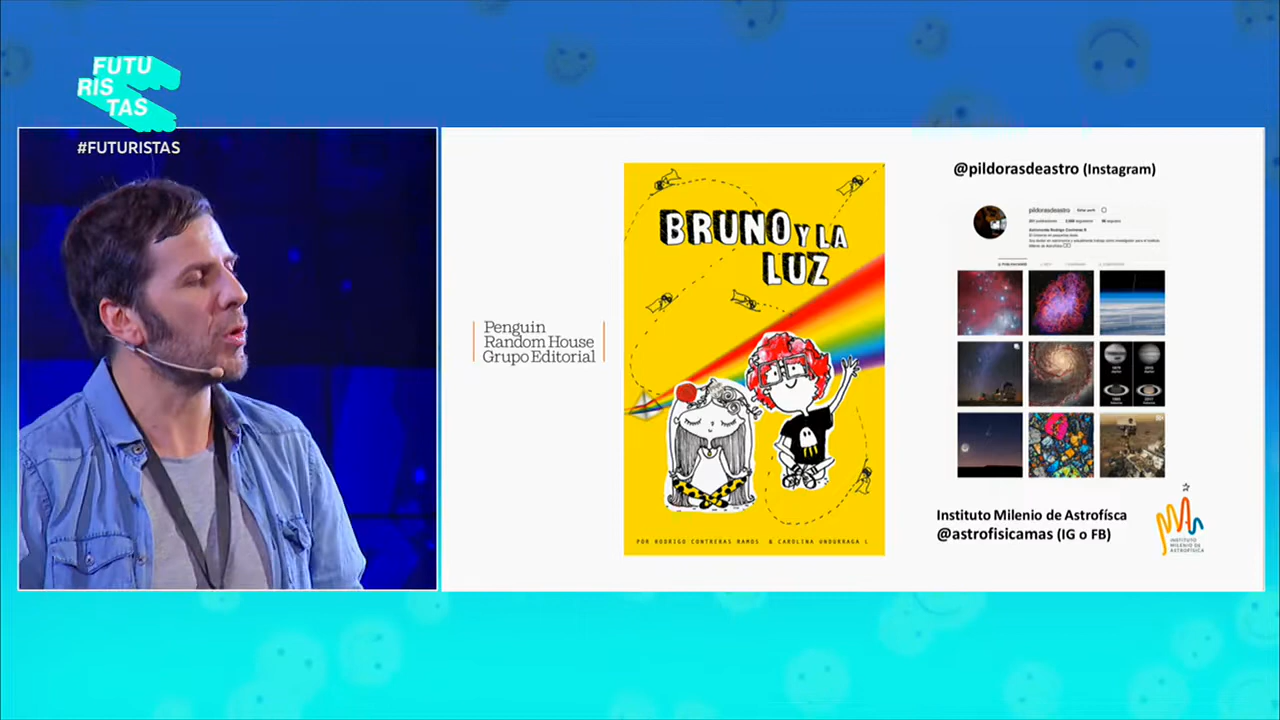 FUTU
RIS
TAS
#FUTURISTAS
Penguin
Random House
Grupo Editorial
BRUNO Y LA
LUZ
POR RODRIGO CONTRERAS RAMOS & CAROLINA UNDURRAGA L
@pildorasdeastro (Instagram)
pildorasdeastro
Instituto Milenio de Astrofísca
@astrofisicamas (IG o FB)
INSTITUTO
MILENIO DE
ASTROFÍSICA